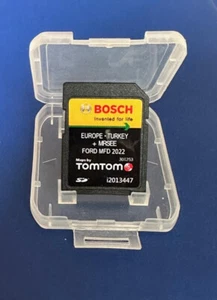 BOSCH
Invented for life
EUROPE - TURKEY
+ MRSEE
FORD MFD 2022
Maps by
TOMTOM
i2013447
SD